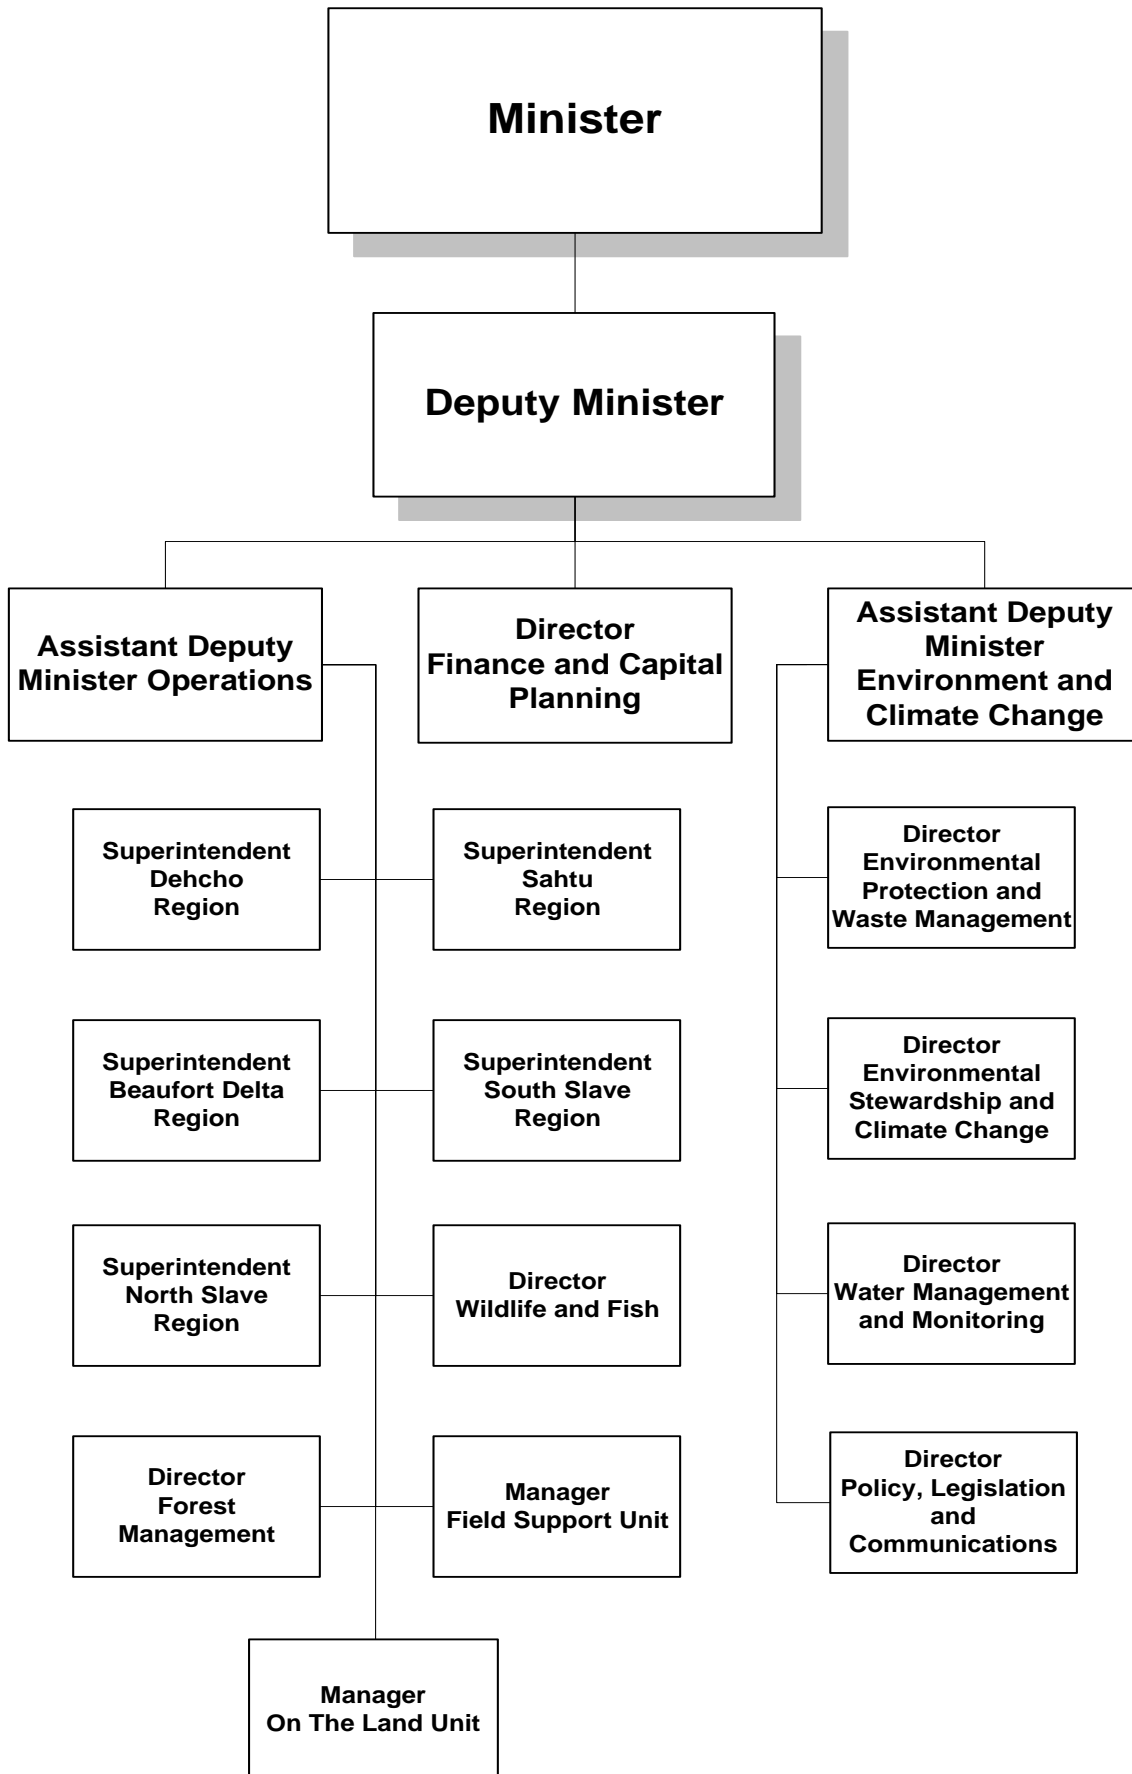 Minister
Deputy Minister
Assistant Deputy
Minister Operations
Director
Finance and Capital
Planning
Assistant Deputy
Minister
Environment and
Climate Change
Superintendent
Dehcho
Region
Superintendent
Sahtu
Region
Director
Environmental
Protection and
Waste Management
Superintendent
Beaufort Delta
Region
Superintendent
South Slave
Region
Director
Environmental
Stewardship and
Climate Change
Superintendent
North Slave
Region
Director
Wildlife and Fish
Director
Water Management
and Monitoring
Director
Forest
Management
Manager
Field Support Unit
Director
Policy, Legislation
and
Communications
Manager
On The Land Unit